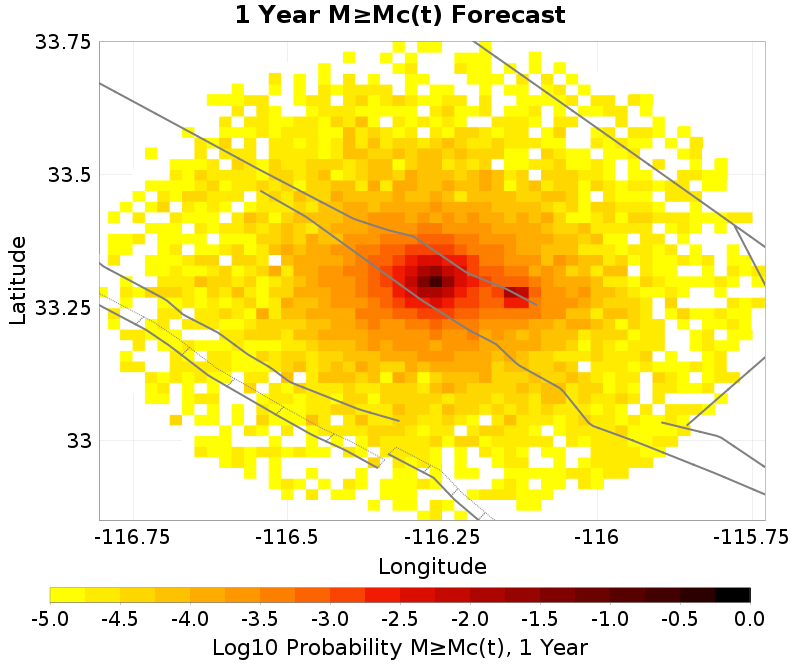 1 Year M≥Mc(t) Forecast
33.75
33.5
33.25
33
Latitude
-116.75 -116.5 -116.25 -116 -115.75
Longitude
-5.0 -4.5 -4.0 -3.5 -3.0 -2.5 -2.0 -1.5 -1.0 -0.5 0.0
Log10 Probability M≥Mc(t), 1 Year